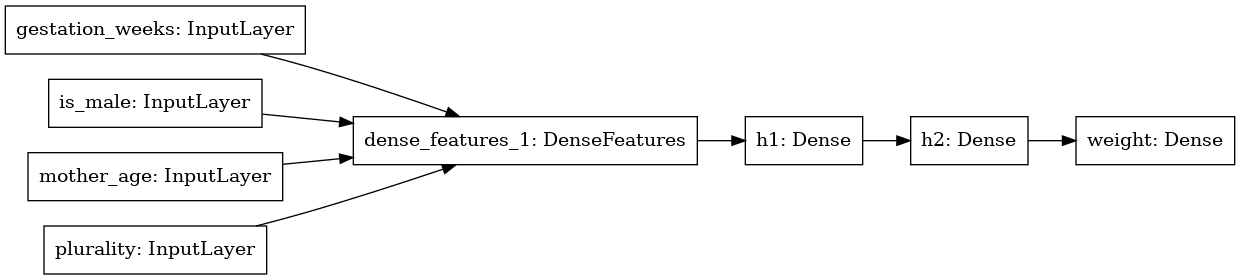 gestation_weeks: InputLayer
is_male: InputLayer
mother_age: InputLayer
plurality: InputLayer
dense_features_1: DenseFeatures
h1: Dense
h2: Dense
weight: Dense